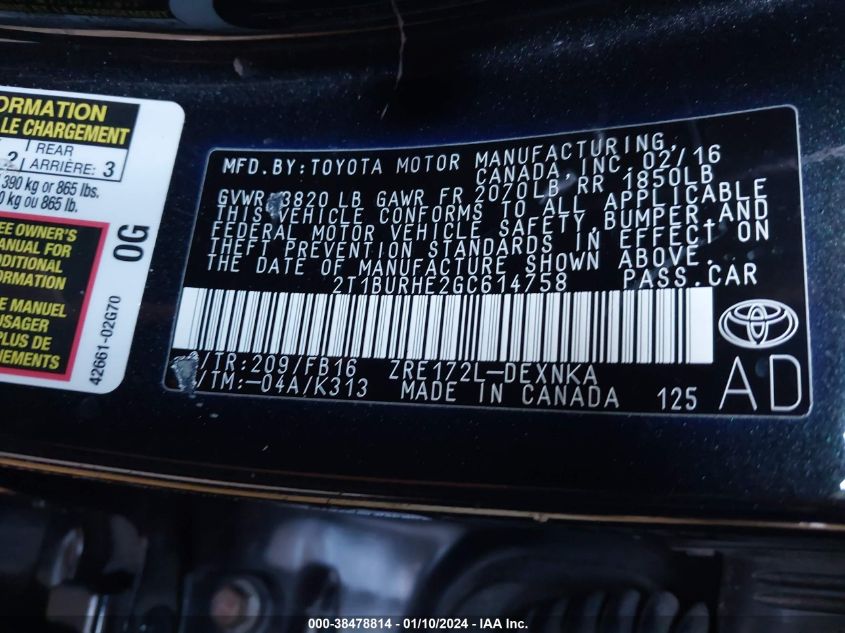 ORMATION
LLE CHARGEMENT
2 REAR
ARRIÈRE: 3
390 kg or 865 lbs.
0 kg ou 865 lb.
EE OWNER'S
MANUAL FOR
DDITIONAL
FORMATION
E MANUEL
USAGER
PLUS DE
NEMENTS
0G
42661-02G70
MFD.BY:TOYOTA MOTOR MANUFACTURING,
CANADA,INC.02/16
GVWR 3820 LB GAWR FR 2070LB,RR 1850LB
THIS VEHICLE CONFORMS TO ALL APPLICABLE
FEDERAL MOTOR VEHICLE SAFETY,BUMPER,AND
THEFT PREVENTION STANDARDS IN EFFECT ON
THE DATE OF MANUFACTURE SHOWN ABOVE.
2T1BURHE2GC614758 PASS.CAR
/TR:209/FB16 ZRE172L-DEXNKA
/TM:-04A/K313 MADE IN CANADA 125
AD
000-38478814 / 01/10/2024 - IAA Inc.